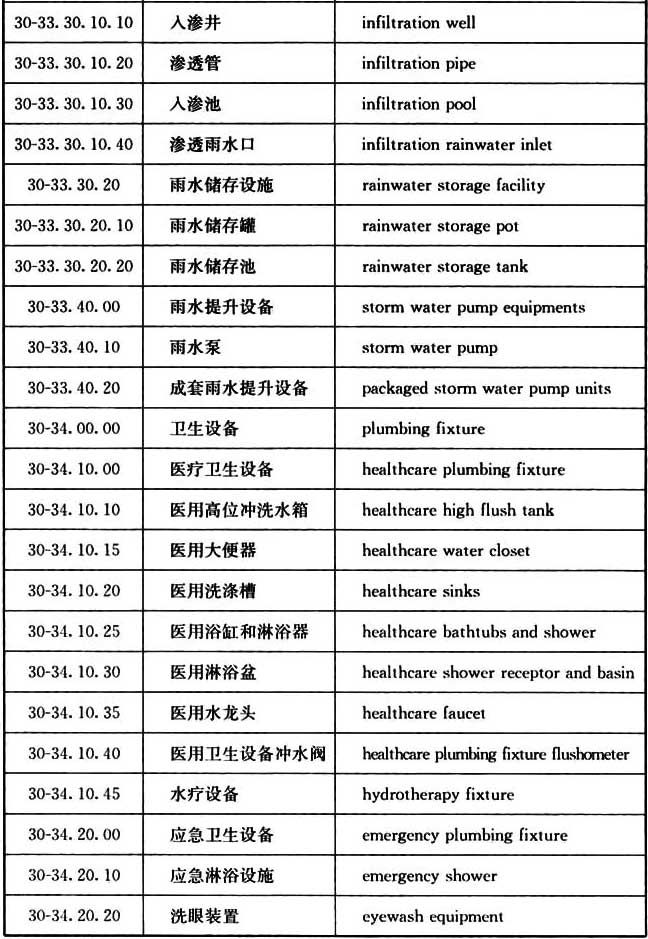 30-33. 30. 10. 10 入渗井 infiltration well
30-33. 30. 10. 20 渗透管 infiltration pipe
30-33. 30. 10. 30 入渗池 infiltration pool
30-33. 30. 10. 40 渗透雨水口 infiltration rainwater inlet
30-33. 30. 20 雨水储存设施 rainwater storage facility
30-33. 30. 20. 10 雨水储存罐 rainwater storage pot
30-33. 30. 20. 20 雨水储存池 rainwater storage tank
30-33. 40. 00 雨水提升设备 storm water pump equipments
30-33. 40. 10 雨水泵 storm water pump
30-33. 40. 20 成套雨水提升设备 packaged storm water pump units
30-34. 00. 00 卫生设备 plumbing fixture
30-34. 10. 00 医疗卫生设备 healthcare plumbing fixture
30-34. 10. 10 医用高位冲洗水箱 healthcare high flush tank
30-34. 10. 15 医用大便器 healthcare water closet
30-34. 10. 20 医用洗涤槽 healthcare sinks
30-34. 10. 25 医用浴缸和淋浴器 healthcare bathtubs and shower
30-34. 10. 30 医用淋浴盆 healthcare shower receptor and basin
30-34. 10. 35 医用水龙头 healthcare faucet
30-34. 10. 40 医用卫生设备冲水阀 healthcare plumbing fixture flushometer
30-34. 10. 45 水疗设备 hydrotherapy fixture
30-34. 20. 00 应急卫生设备 emergency plumbing fixture
30-34. 20. 10 应急淋浴设施 emergency shower
30-34. 20. 20 洗眼装置 eyewash equipment